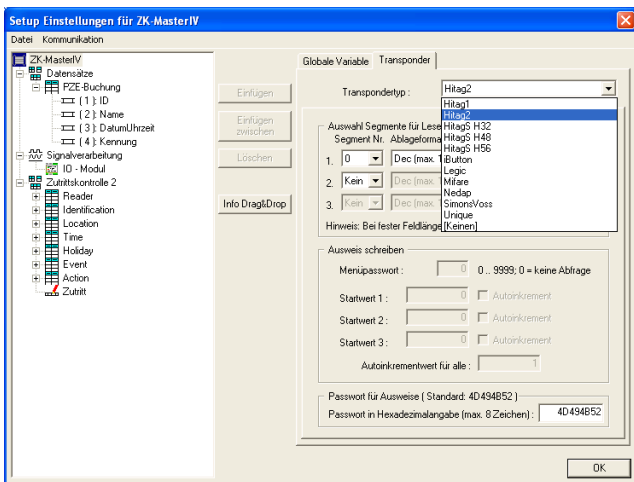 Setup Einstellungen für ZK-MasterIV
Datei Kommunikation
ZK-MasterIV
Datensätze
PZE-Buchung
( 1 ): ID
( 2 ): Name
( 3 ): DatumUhrzeit
( 4 ): Kennung
Signalverarbeitung
IO - Modul
Zutrittskontrolle 2
Reader
Identification
Location
Time
Holiday
Event
Action
Zutritt
Einfügen
Einfügen
zwischen
Löschen
Info Drag&Drop
Globale Variable Transponder
Transpondertyp : Hitag2
Hitag1
Hitag2
HitagS H32
HitagS H48
HitagS H56
iButton
Legic
Mifare
Nedap
SimonsVoss
Unique
[Keinen]
Auswahl Segmente für Lese
Segment Nr. Ablageforma
1. 0 Dec (max. 1
2. Kein Dec (max. 1
3. Kein Dec (max. 1
Hinweis: Bei fester Feldlänge
Ausweis schreiben
Menüpasswort : 0 0 .. 9999; 0 = keine Abfrage
Startwert 1 : 0 Autoinkrement
Startwert 2 : 0 Autoinkrement
Startwert 3 : 0 Autoinkrement
Autoinkrementwert für alle : 1
Passwort für Ausweise ( Standard: 4D494B52 )
Passwort in Hexadezimalangabe (max. 8 Zeichen) : 4D494B52
OK